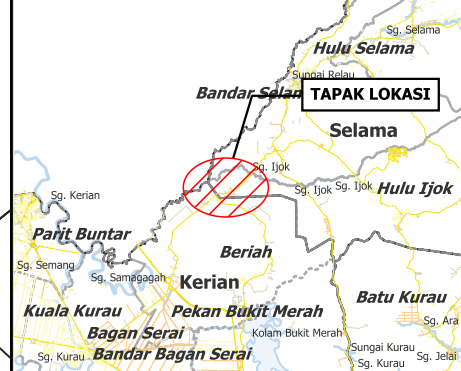 Sg. Selama
Hulu Selama
Sungai Relau
Bandar Selam
TAPAK LOKASI
Selama
Sg. Ijok
Sg. Ijok
Sg. Ijok
Hulu Ijok
Sg. Kerian
Parit Buntar
Beriah
Sg. Semang
Sg. Samagagah
Kerian
Batu Kurau
Kuala Kurau
Pekan Bukit Merah
Sg. Ara
Bagan Serai
Kolam Bukit Merah
Sungai Kurau
Sg. Kurau
Bandar Bagan Serai
Sg. Jelai
Sg. Kurau